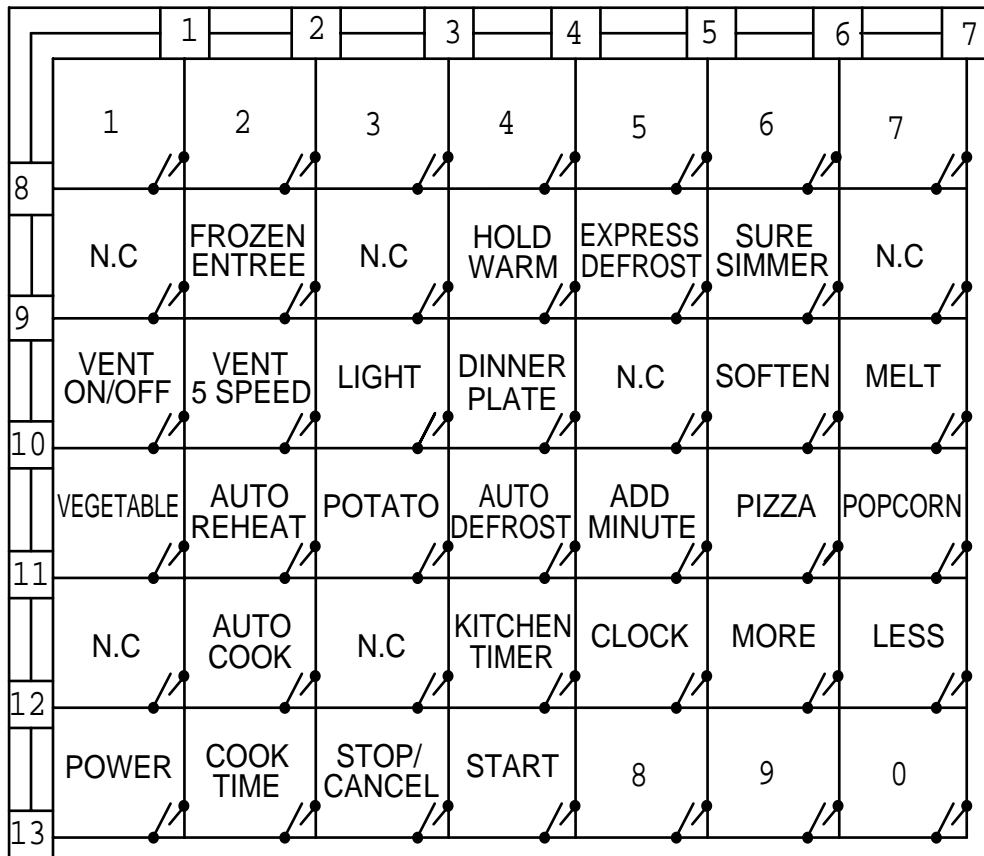 1 2 3 4 5 6 7
1 2 3 4 5 6 7
8
N.C FROZEN ENTREE N.C HOLD WARM EXPRESS DEFROST SURE SIMMER N.C
9
VENT ON/OFF VENT 5 SPEED LIGHT DINNER PLATE N.C SOFTEN MELT
10
VEGETABLE AUTO REHEAT POTATO AUTO DEFROST ADD MINUTE PIZZA POPCORN
11
N.C AUTO COOK N.C KITCHEN TIMER CLOCK MORE LESS
12
POWER COOK TIME STOP/ CANCEL START 8 9 0
13